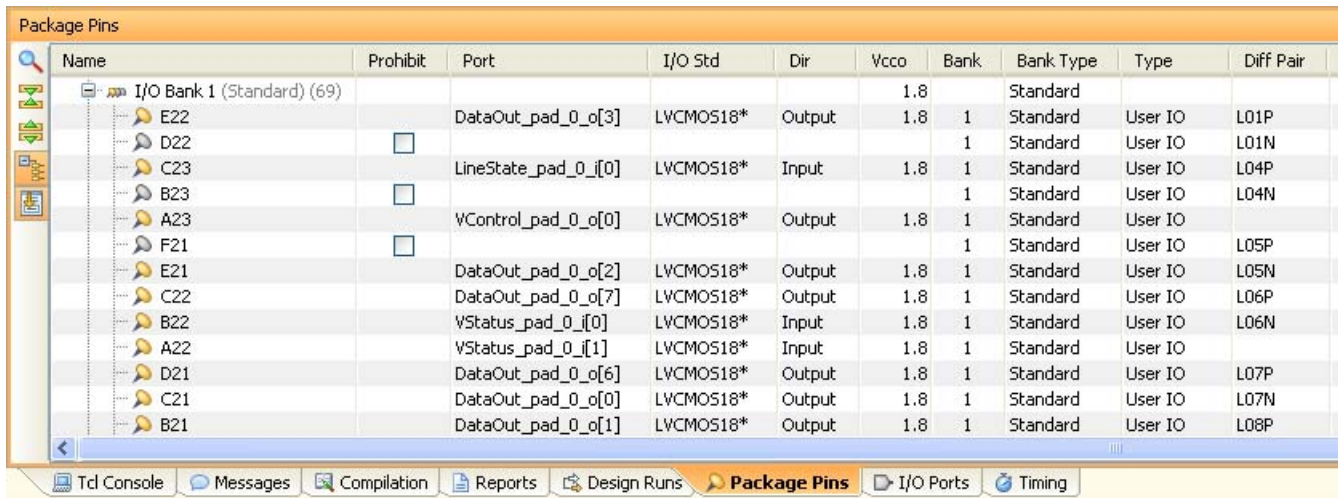 Package Pins
Name Prohibit Port I/O Std Dir Vcco Bank Bank Type Type Diff Pair
I/O Bank 1 (Standard) (69) 1.8 Standard
E22 DataOut_pad_0_o[3] LVCMOS18* Output 1.8 1 Standard User IO L01P
D22 1 Standard User IO L01N
C23 LineState_pad_0_i[0] LVCMOS18* Input 1.8 1 Standard User IO L04P
B23 1 Standard User IO L04N
A23 VControl_pad_0_o[0] LVCMOS18* Output 1.8 1 Standard User IO
F21 1 Standard User IO L05P
E21 DataOut_pad_0_o[2] LVCMOS18* Output 1.8 1 Standard User IO L05N
C22 DataOut_pad_0_o[7] LVCMOS18* Output 1.8 1 Standard User IO L06P
B22 VStatus_pad_0_i[0] LVCMOS18* Input 1.8 1 Standard User IO L06N
A22 VStatus_pad_0_i[1] LVCMOS18* Input 1.8 1 Standard User IO
D21 DataOut_pad_0_o[6] LVCMOS18* Output 1.8 1 Standard User IO L07P
C21 DataOut_pad_0_o[0] LVCMOS18* Output 1.8 1 Standard User IO L07N
B21 DataOut_pad_0_o[1] LVCMOS18* Output 1.8 1 Standard User IO L08P
Tcl Console Messages Compilation Reports Design Runs Package Pins I/O Ports Timing